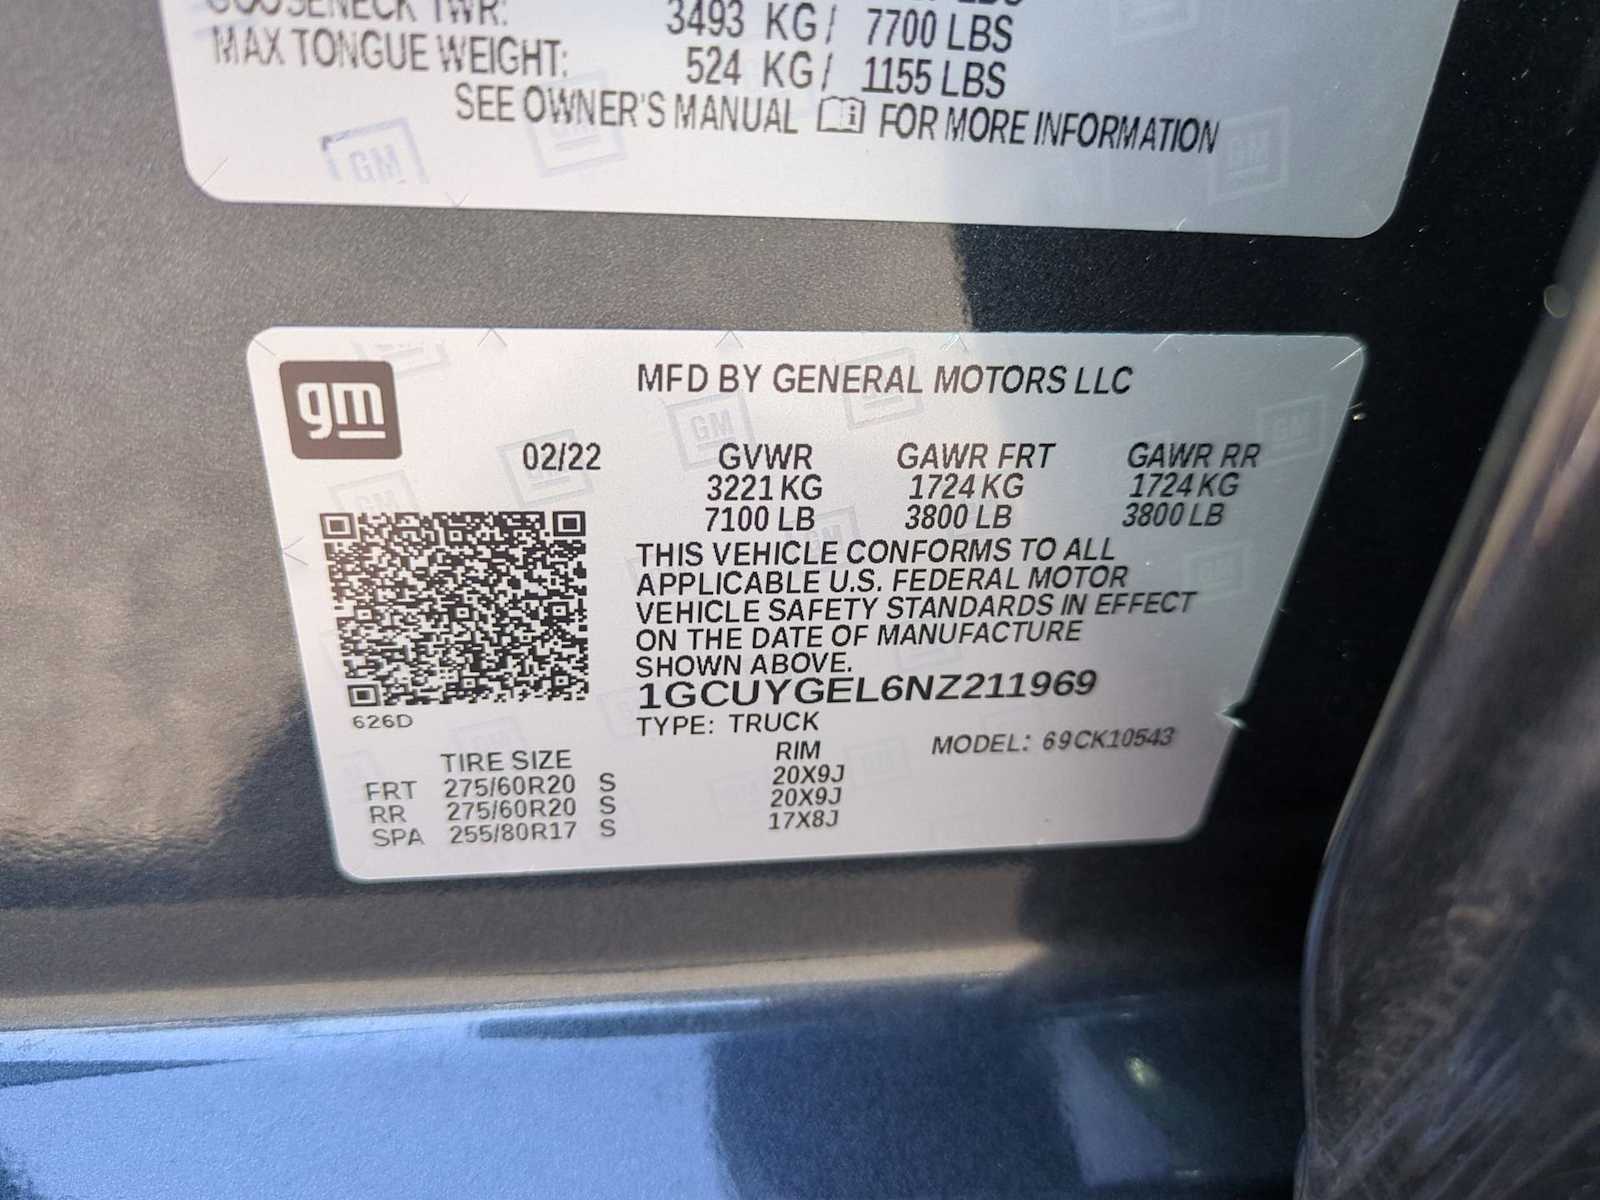 GOOSENECK TWR: 3493 KG / 7700 LBS
MAX TONGUE WEIGHT: 524 KG / 1155 LBS
SEE OWNER'S MANUAL FOR MORE INFORMATION
gm
MFD BY GENERAL MOTORS LLC
02/22 GVWR GAWR FRT GAWR RR
3221 KG 1724 KG 1724 KG
7100 LB 3800 LB 3800 LB
THIS VEHICLE CONFORMS TO ALL
APPLICABLE U.S. FEDERAL MOTOR
VEHICLE SAFETY STANDARDS IN EFFECT
ON THE DATE OF MANUFACTURE
SHOWN ABOVE.
1GCUYGEL6NZ211969
626D
TYPE: TRUCK
MODEL: 69CK10543
TIRE SIZE RIM
FRT 275/60R20 S 20X9J
RR 275/60R20 S 20X9J
SPA 255/80R17 S 17X8J